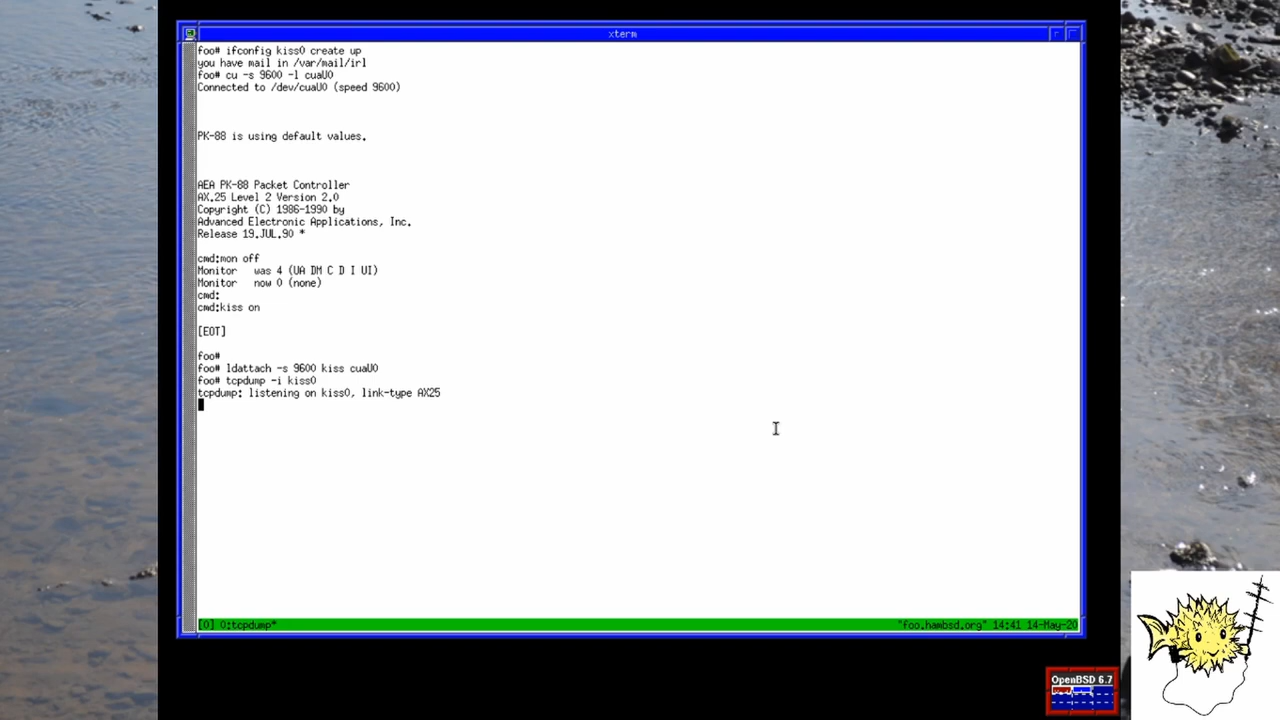 xterm
foo# ifconfig kiss0 create up
you have mail in /var/mail/irl
foo# cu -s 9600 -l cuaU0
Connected to /dev/cuaU0 (speed 9600)
PK-88 is using default values.
AEA PK-88 Packet Controller
AX.25 Level 2 Version 2.0
Copyright (C) 1986-1990 by
Advanced Electronic Applications, Inc.
Release 19.JUL.90 *
cmd:mon off
Monitor   was 4 (UA DM C D I UI)
Monitor   now 0 (none)
cmd:
cmd:kiss on
[EOT]
foo#
foo# ldattach -s 9600 kiss cuaU0
foo# tcpdump -i kiss0
tcpdump: listening on kiss0, link-type AX25
[0] 0:tcpdump* "foo.hambsd.org" 14:41 14-May-20
OpenBSD 6.7